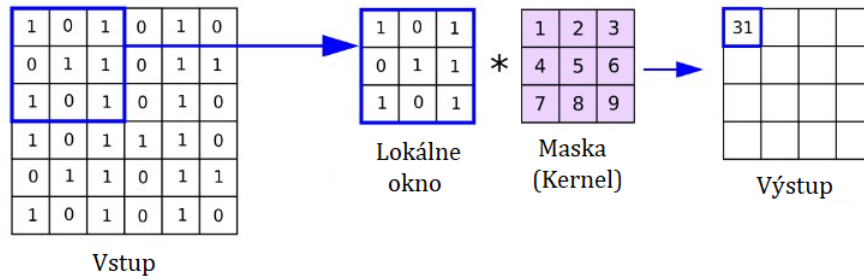 1 0 1 0 1 0
0 1 1 0 1 1
1 0 1 0 1 0
1 0 1 1 1 0
0 1 1 0 1 1
1 0 1 0 1 0
Vstup
1 0 1
0 1 1
1 0 1
Lokálne
okno
*
1 2 3
4 5 6
7 8 9
Maska
(Kernel)
31
Výstup